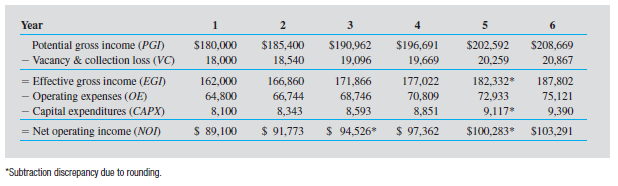 Year 1 2 3 4 5 6
Potential gross income (PGI) $180,000 $185,400 $190,962 $196,691 $202,592 $208,669
− Vacancy & collection loss (VC) 18,000 18,540 19,096 19,669 20,259 20,867
= Effective gross income (EGI) 162,000 166,860 171,866 177,022 182,332* 187,802
− Operating expenses (OE) 64,800 66,744 68,746 70,809 72,933 75,121
− Capital expenditures (CAPX) 8,100 8,343 8,593 8,851 9,117* 9,390
= Net operating income (NOI) $ 89,100 $ 91,773 $ 94,526* $ 97,362 $100,283* $103,291
*Subtraction discrepancy due to rounding.